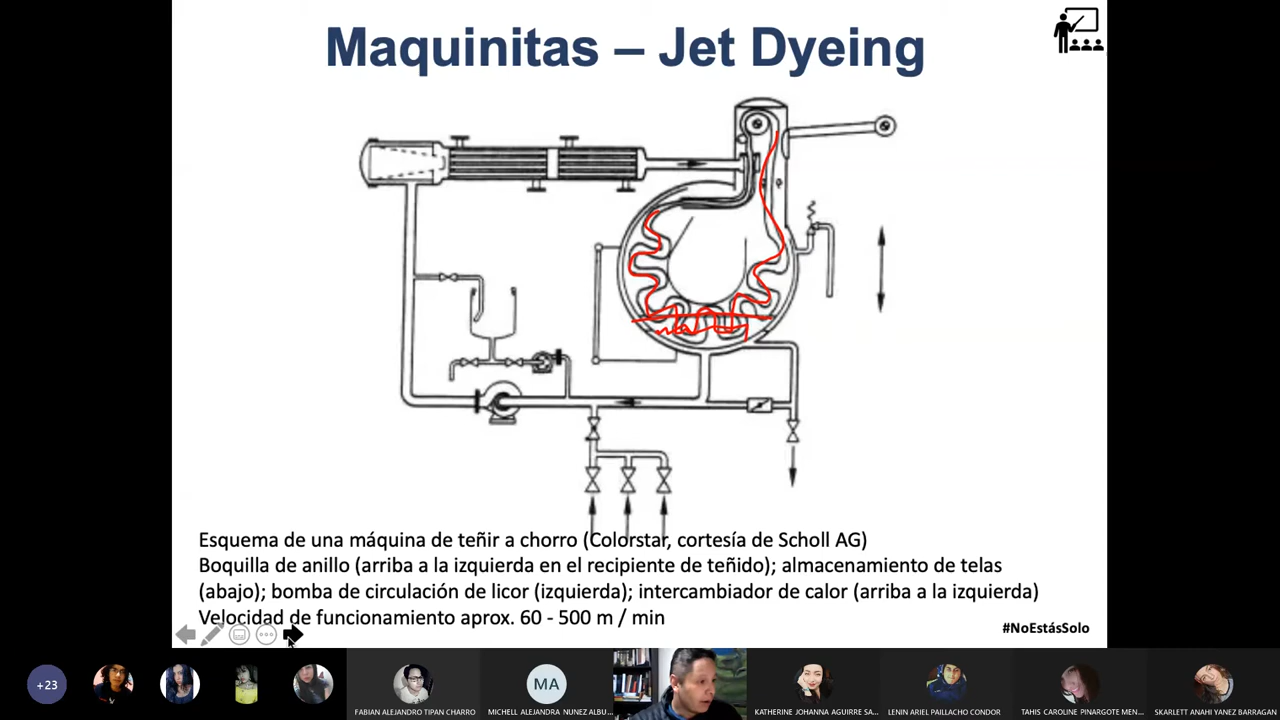 Maquinitas – Jet Dyeing
Esquema de una máquina de teñir a chorro (Colorstar, cortesía de Scholl AG)
Boquilla de anillo (arriba a la izquierda en el recipiente de teñido); almacenamiento de telas
(abajo); bomba de circulación de licor (izquierda); intercambiador de calor (arriba a la izquierda)
Velocidad de funcionamiento aprox. 60 - 500 m / min
#NoEstásSolo
+23
MA
FABIAN ALEJANDRO TIPAN CHARRO
MICHELL ALEJANDRA NUNEZ ALBU...
KATHERINE JOHANNA AGUIRRE SA...
LENIN ARIEL PAILLACHO CONDOR
TAHIS CAROLINE PINARGOTE MEN...
SKARLETT ANAHI YANEZ BARRAGAN